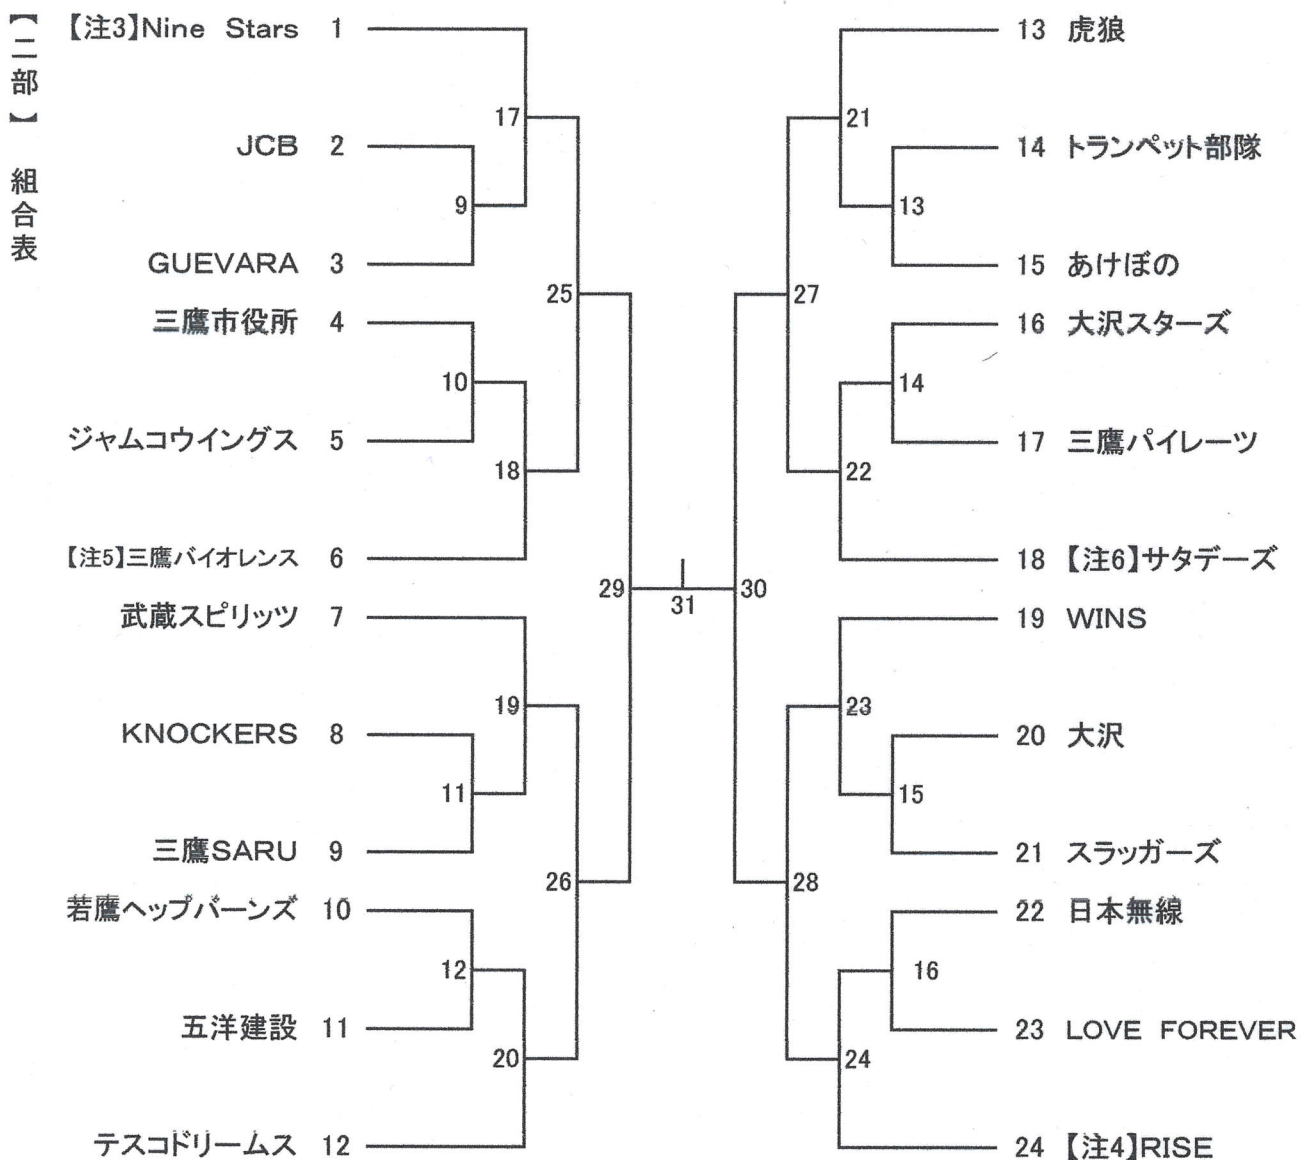 【二部】 組合表
【注3】Nine Stars 1
JCB 2
GUEVARA 3
三鷹市役所 4
ジャムコウイングス 5
【注5】三鷹バイオレンス 6
武蔵スピリッツ 7
KNOCKERS 8
三鷹SARU 9
若鷹ヘップバーンズ 10
五洋建設 11
テスコドリームス 12
17
9
25
10
18
29
19
11
26
12
20
31
30
21
13
27
14
22
23
15
28
16
24
13 虎狼
14 トランペット部隊
15 あけぼの
16 大沢スターズ
17 三鷹パイレーツ
18 【注6】サタデーズ
19 WINS
20 大沢
21 スラッガーズ
22 日本無線
23 LOVE FOREVER
24 【注4】RISE